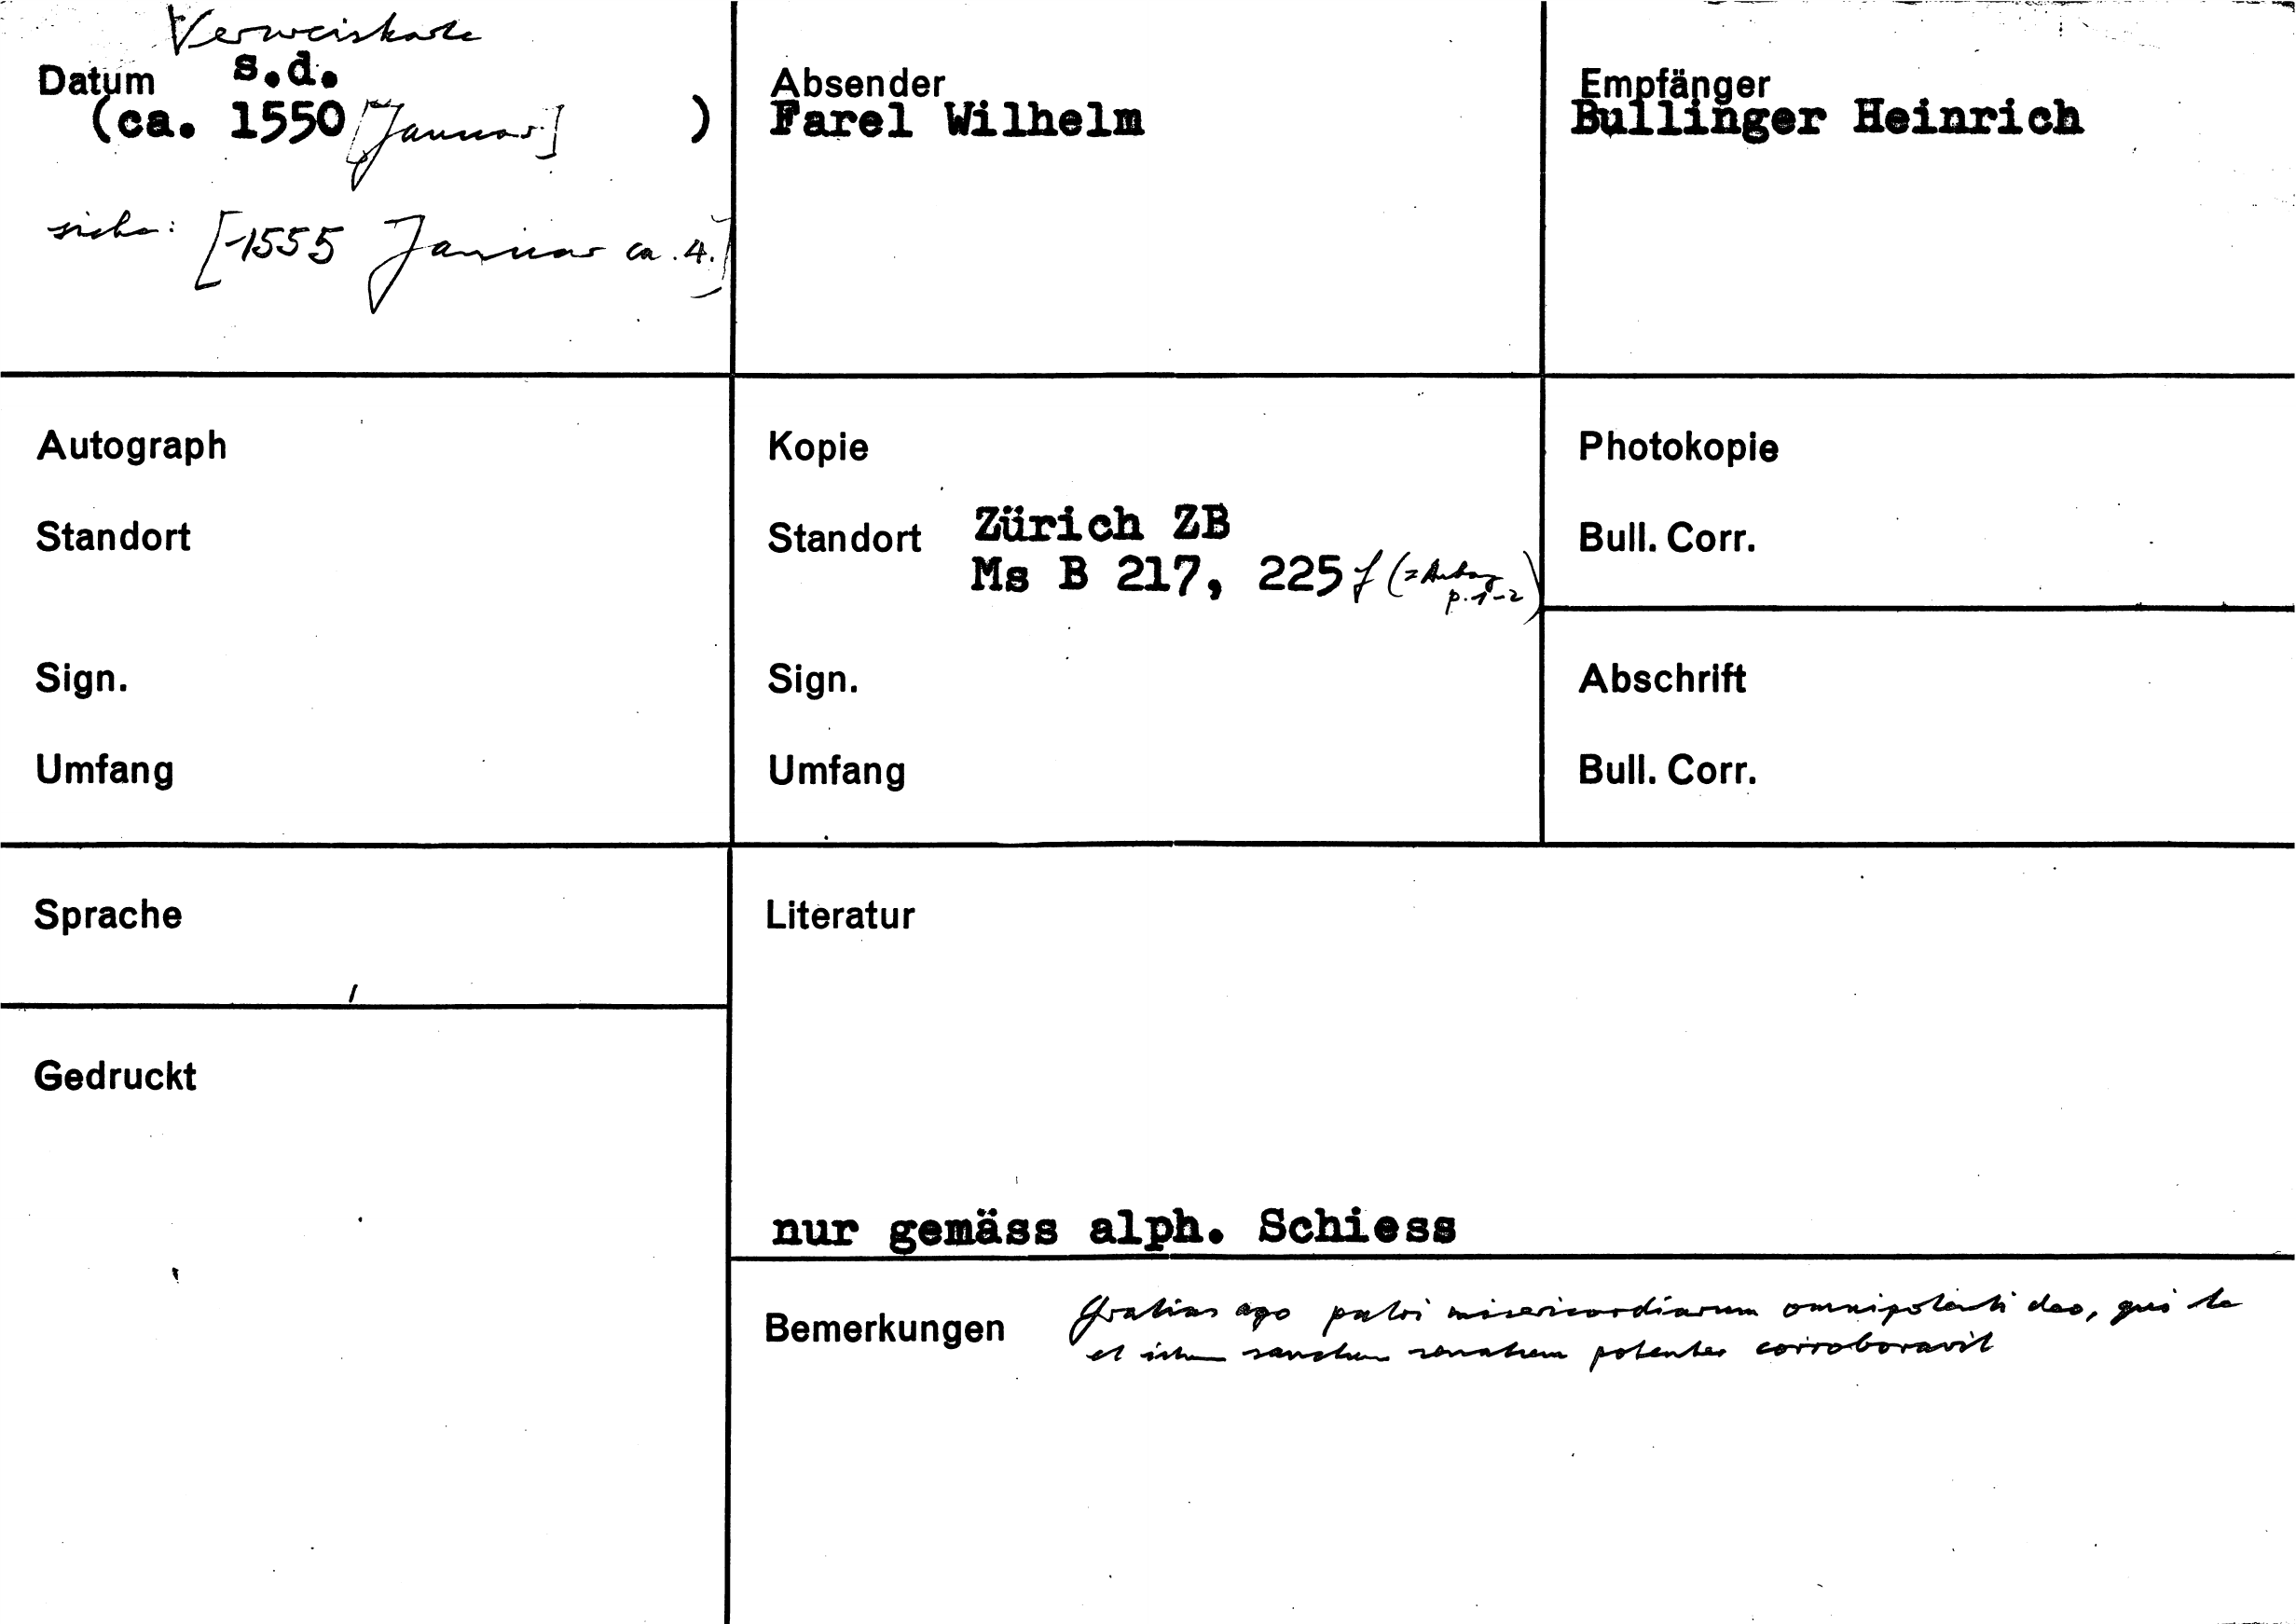 Verweiskarte
Datum s.d.
(ca. 1550 [Januar] )
siehe: [1555 Januar ca. 4.]
Absender
Farel Wilhelm
Empfänger
Bullinger Heinrich
Autograph
Standort
Sign.
Umfang
Kopie
Standort Zürich ZB
Ms B 217, 225 f (= Autog
p. 1-2)
Sign.
Umfang
Photokopie
Bull. Corr.
Abschrift
Bull. Corr.
Sprache
Gedruckt
Literatur
nur gemäss alph. Schiess
Bemerkungen Gratias ago patri misericordiarum omnipotenti deo, qui te
et istum sanctum senatum potenter corroboravit